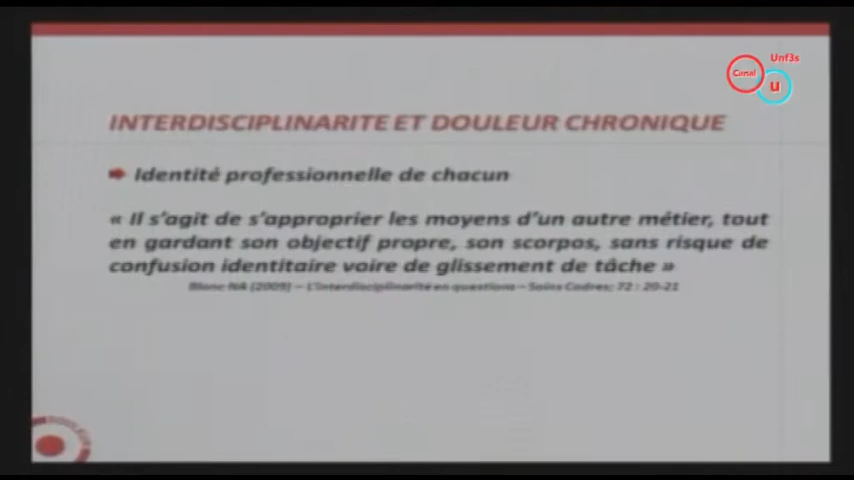 Unf3s
Canal
u
INTERDISCIPLINARITE ET DOULEUR CHRONIQUE
Identité professionnelle de chacun
« Il s'agit de s'approprier les moyens d'un autre métier, tout
en gardant son objectif propre, son scorpos, sans risque de
confusion identitaire voire de glissement de tâche »
Blanc NA (2009) – L'interdisciplinarité en questions – Soins Cadres; 72 : 20-21